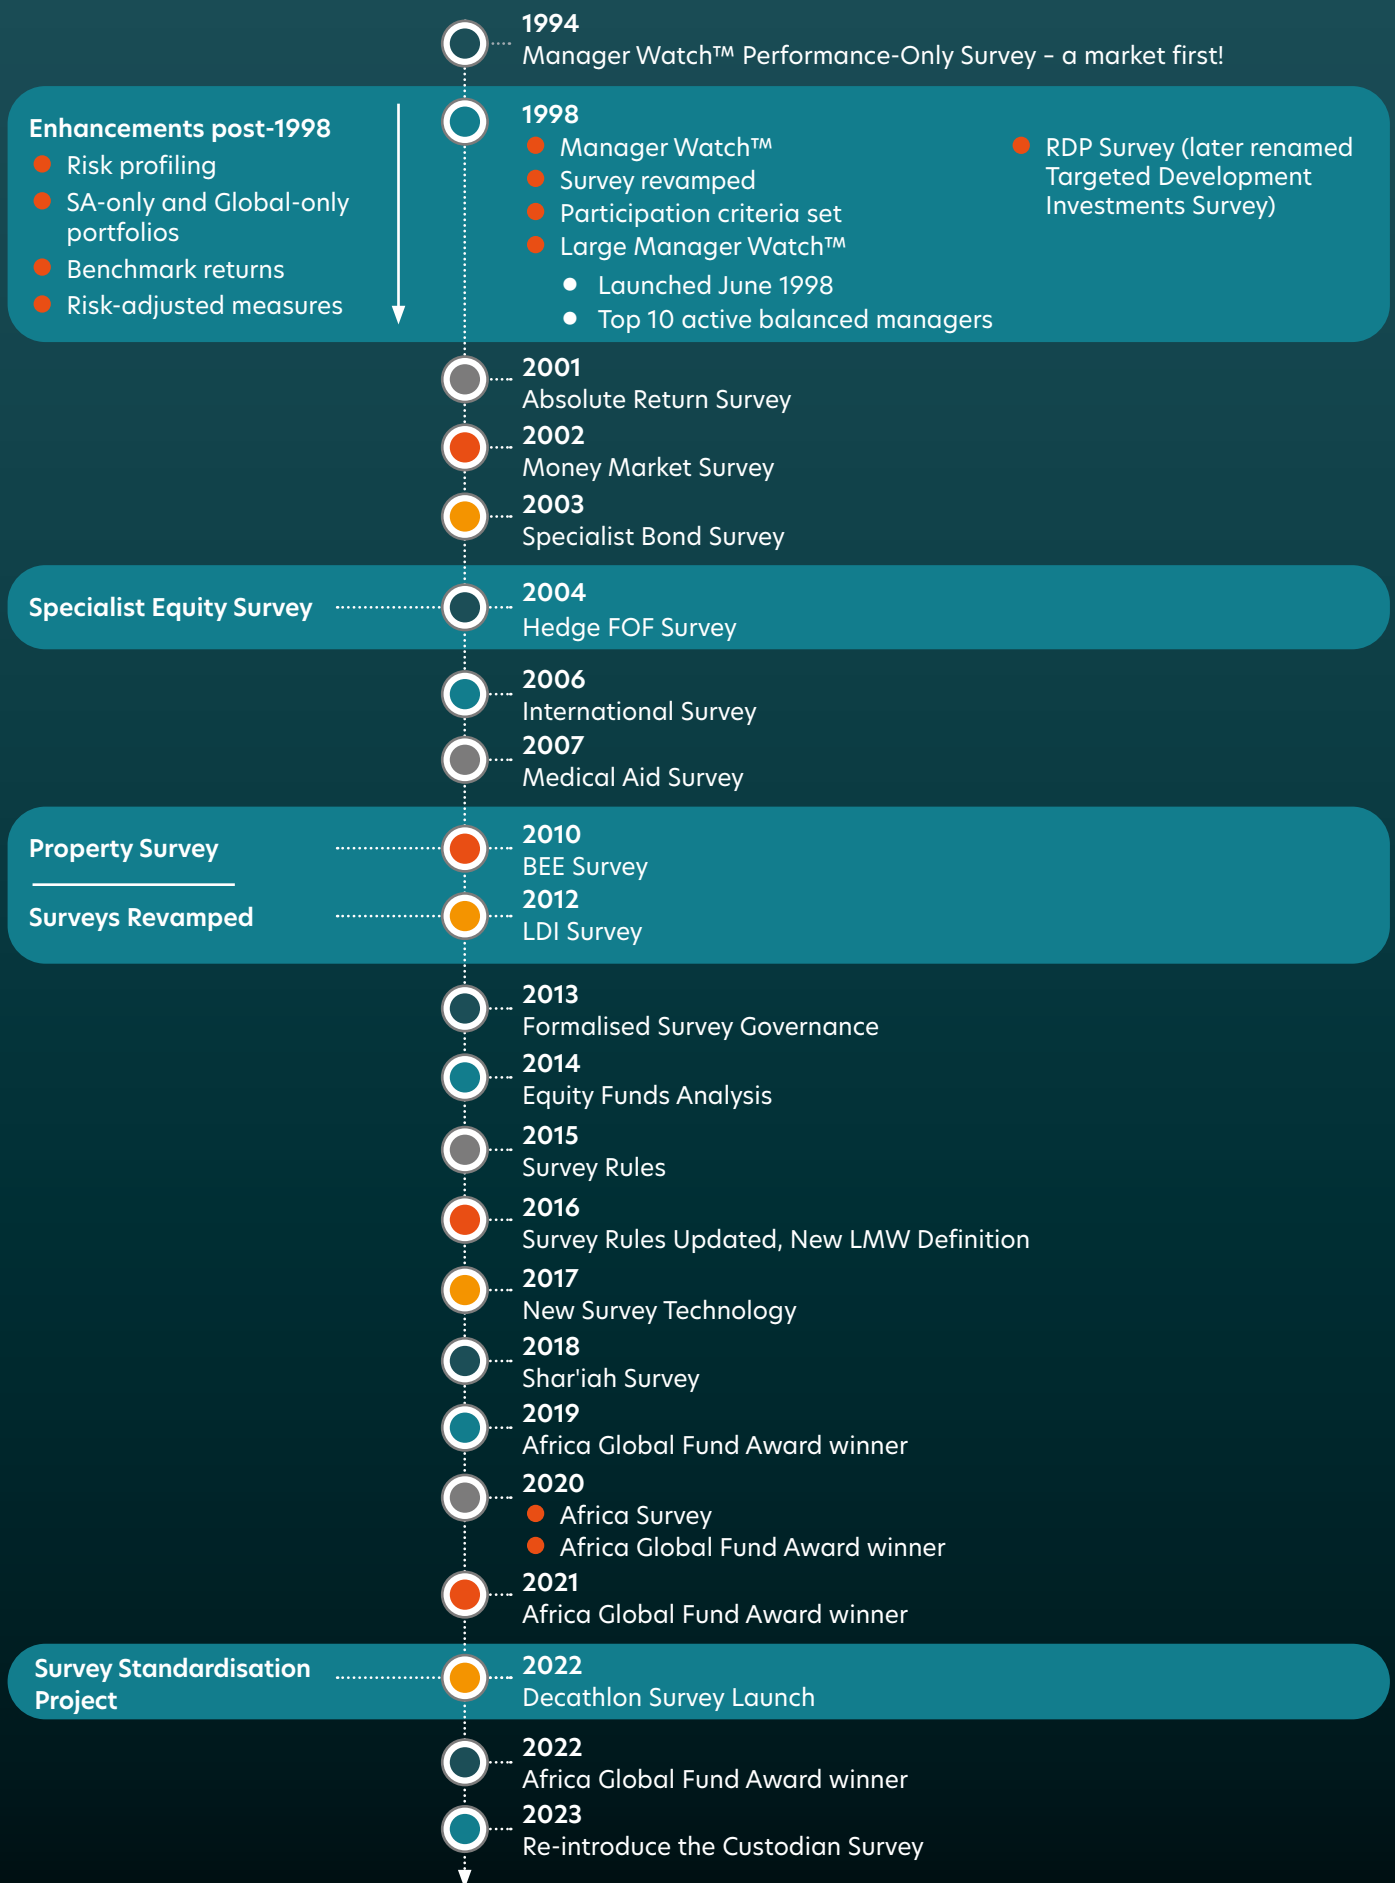 1994
Manager Watch™ Performance-Only Survey – a market first!
Enhancements post-1998
Risk profiling
SA-only and Global-only
portfolios
Benchmark returns
Risk-adjusted measures
1998
Manager Watch™
Survey revamped
Participation criteria set
Large Manager Watch™
Launched June 1998
Top 10 active balanced managers
RDP Survey (later renamed
Targeted Development
Investments Survey)
2001
Absolute Return Survey
2002
Money Market Survey
2003
Specialist Bond Survey
Specialist Equity Survey
2004
Hedge FOF Survey
2006
International Survey
2007
Medical Aid Survey
Property Survey
2010
BEE Survey
Surveys Revamped
2012
LDI Survey
2013
Formalised Survey Governance
2014
Equity Funds Analysis
2015
Survey Rules
2016
Survey Rules Updated, New LMW Definition
2017
New Survey Technology
2018
Shar'iah Survey
2019
Africa Global Fund Award winner
2020
Africa Survey
Africa Global Fund Award winner
2021
Africa Global Fund Award winner
Survey Standardisation
Project
2022
Decathlon Survey Launch
2022
Africa Global Fund Award winner
2023
Re-introduce the Custodian Survey